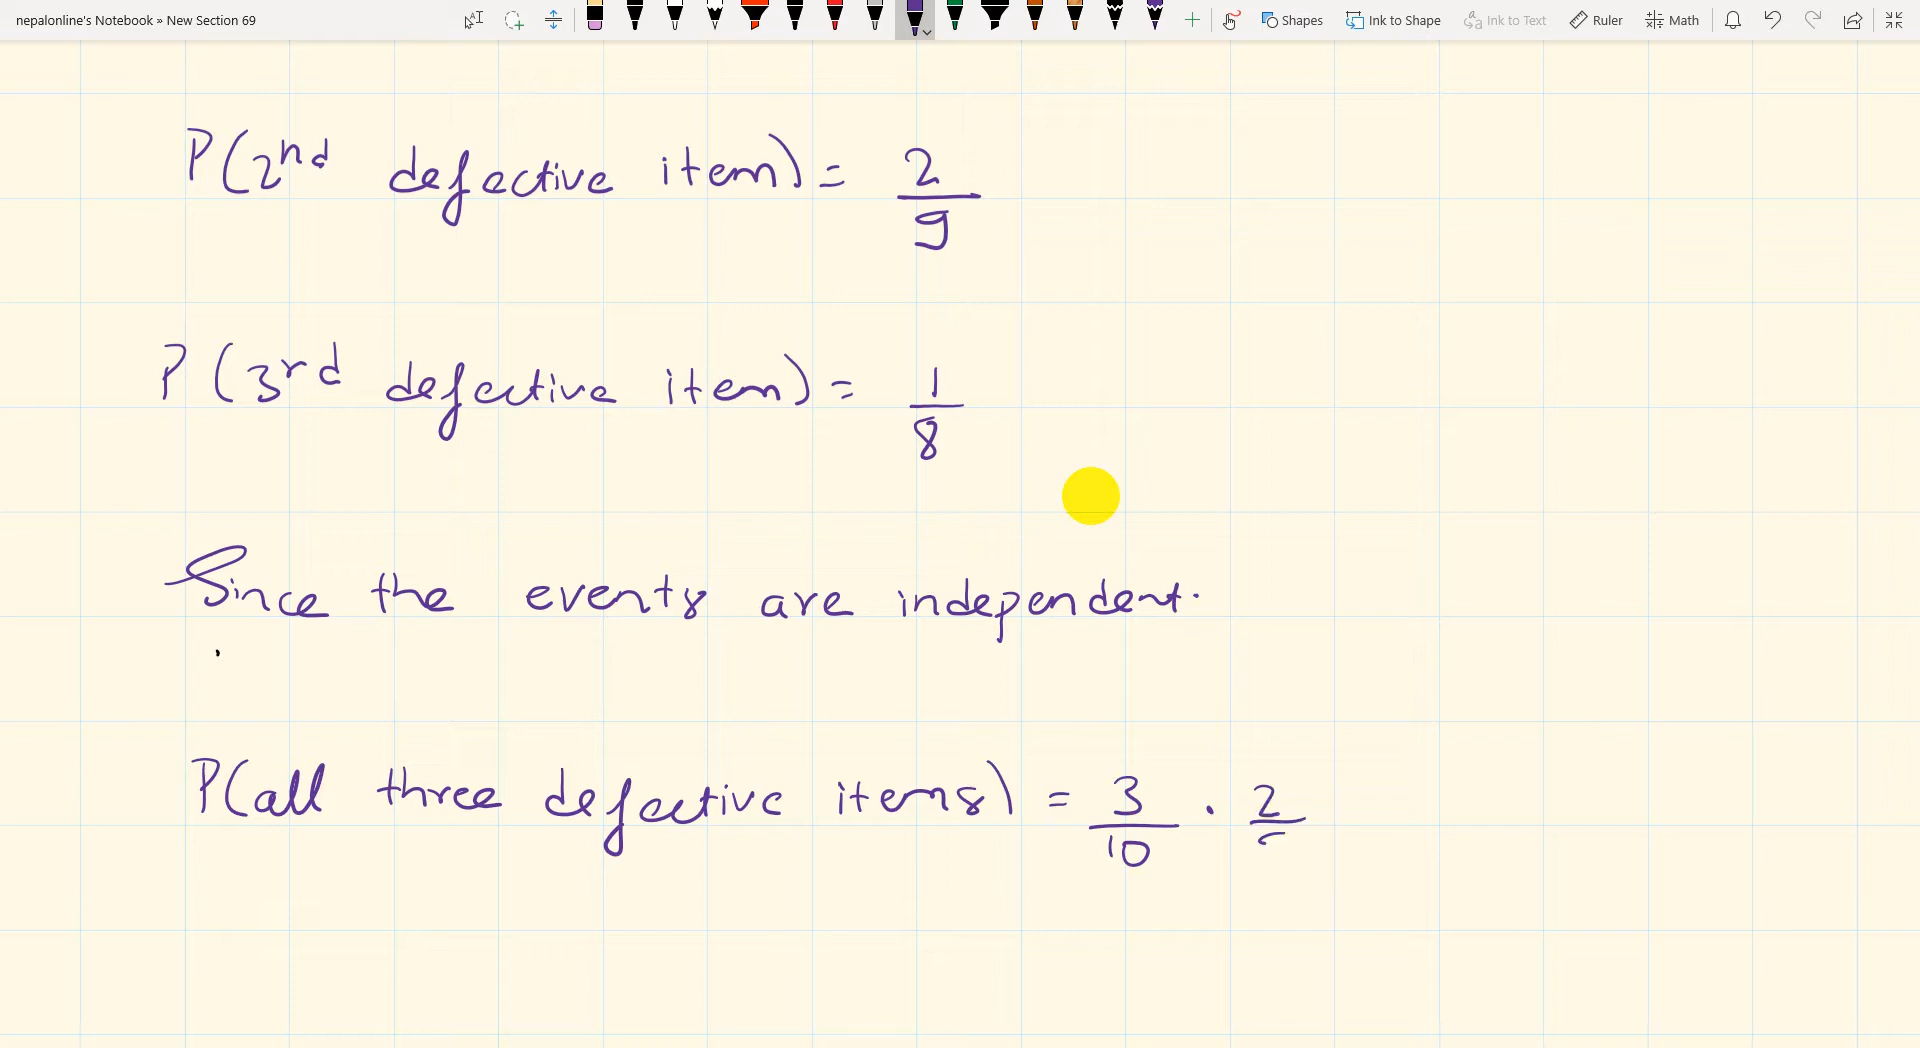 nepalonline's Notebook » New Section 69
Shapes Ink to Shape Ink to Text Ruler Math
P(2nd defective item) = 2/9
P(3rd defective item) = 1/8
Since the events are independent.
P(all three defective items) = 3/10 . 2/